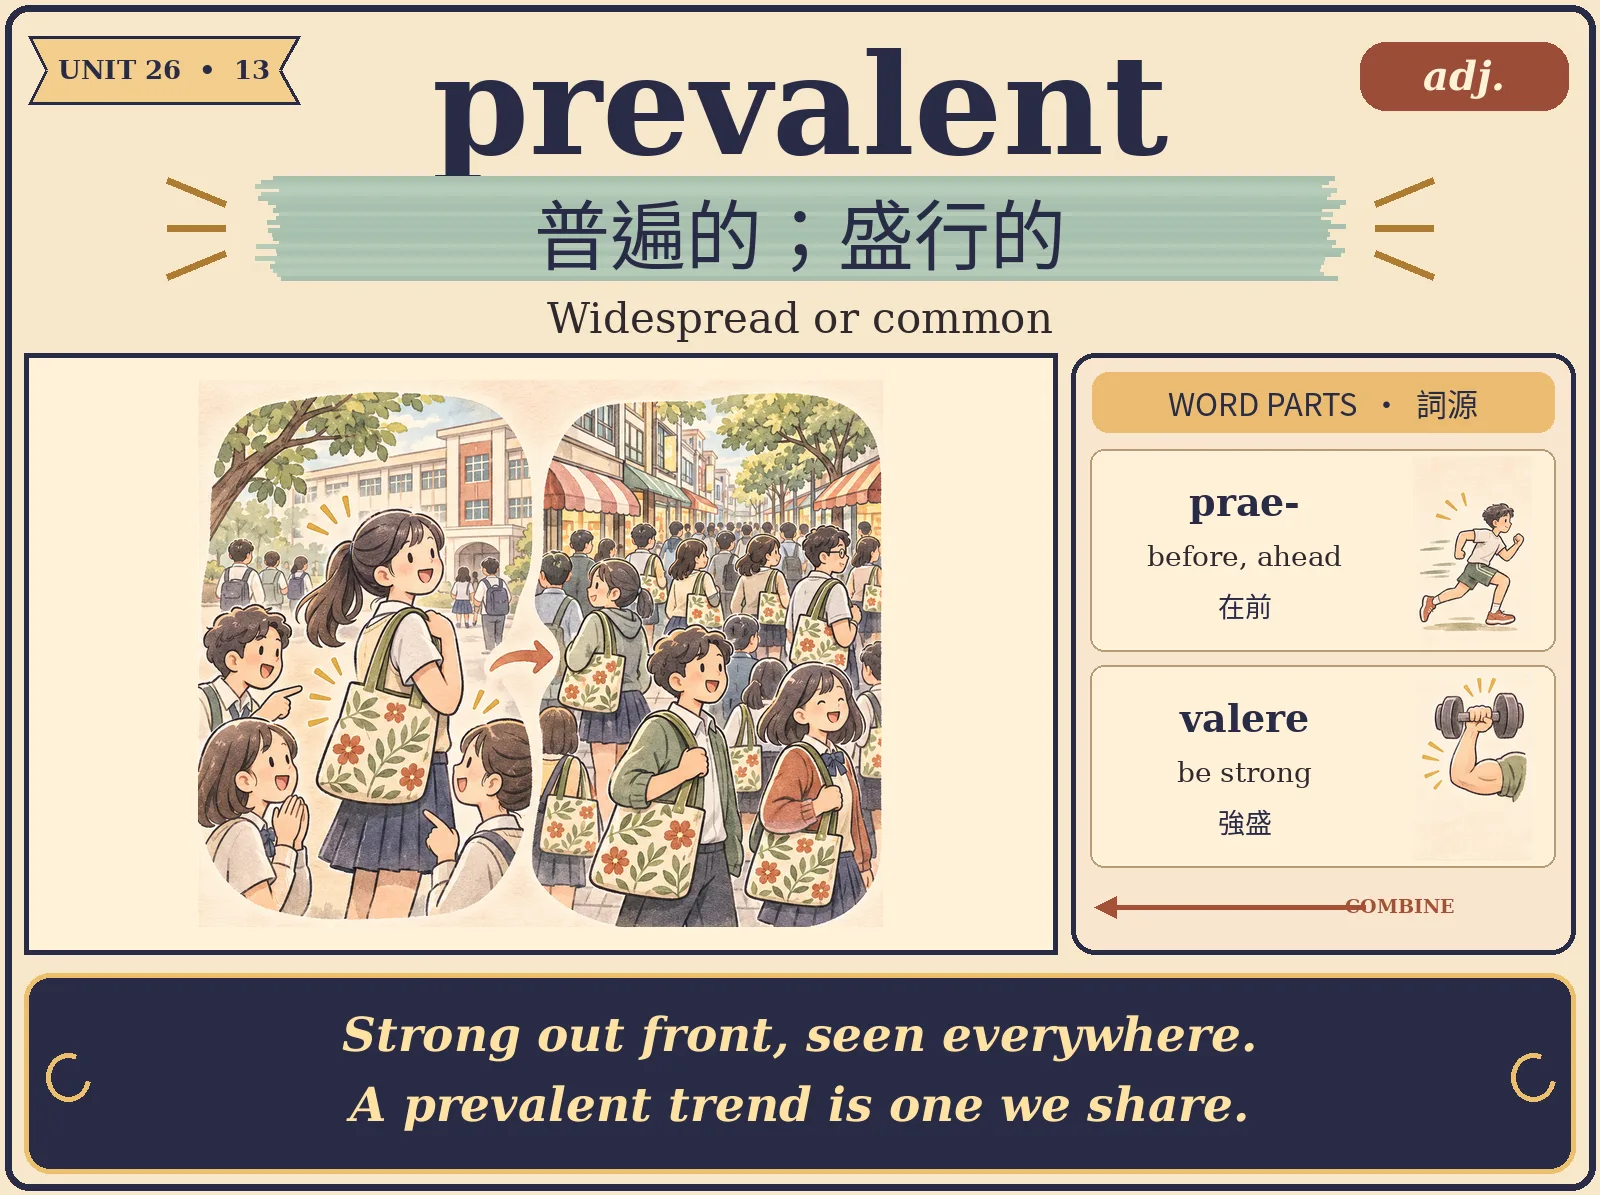 UNIT 26 • 13
prevalent
adj.
普遍的；盛行的
Widespread or common
WORD PARTS • 詞源
prae-
before, ahead
在前
valere
be strong
強盛
COMBINE
Strong out front, seen everywhere.
A prevalent trend is one we share.